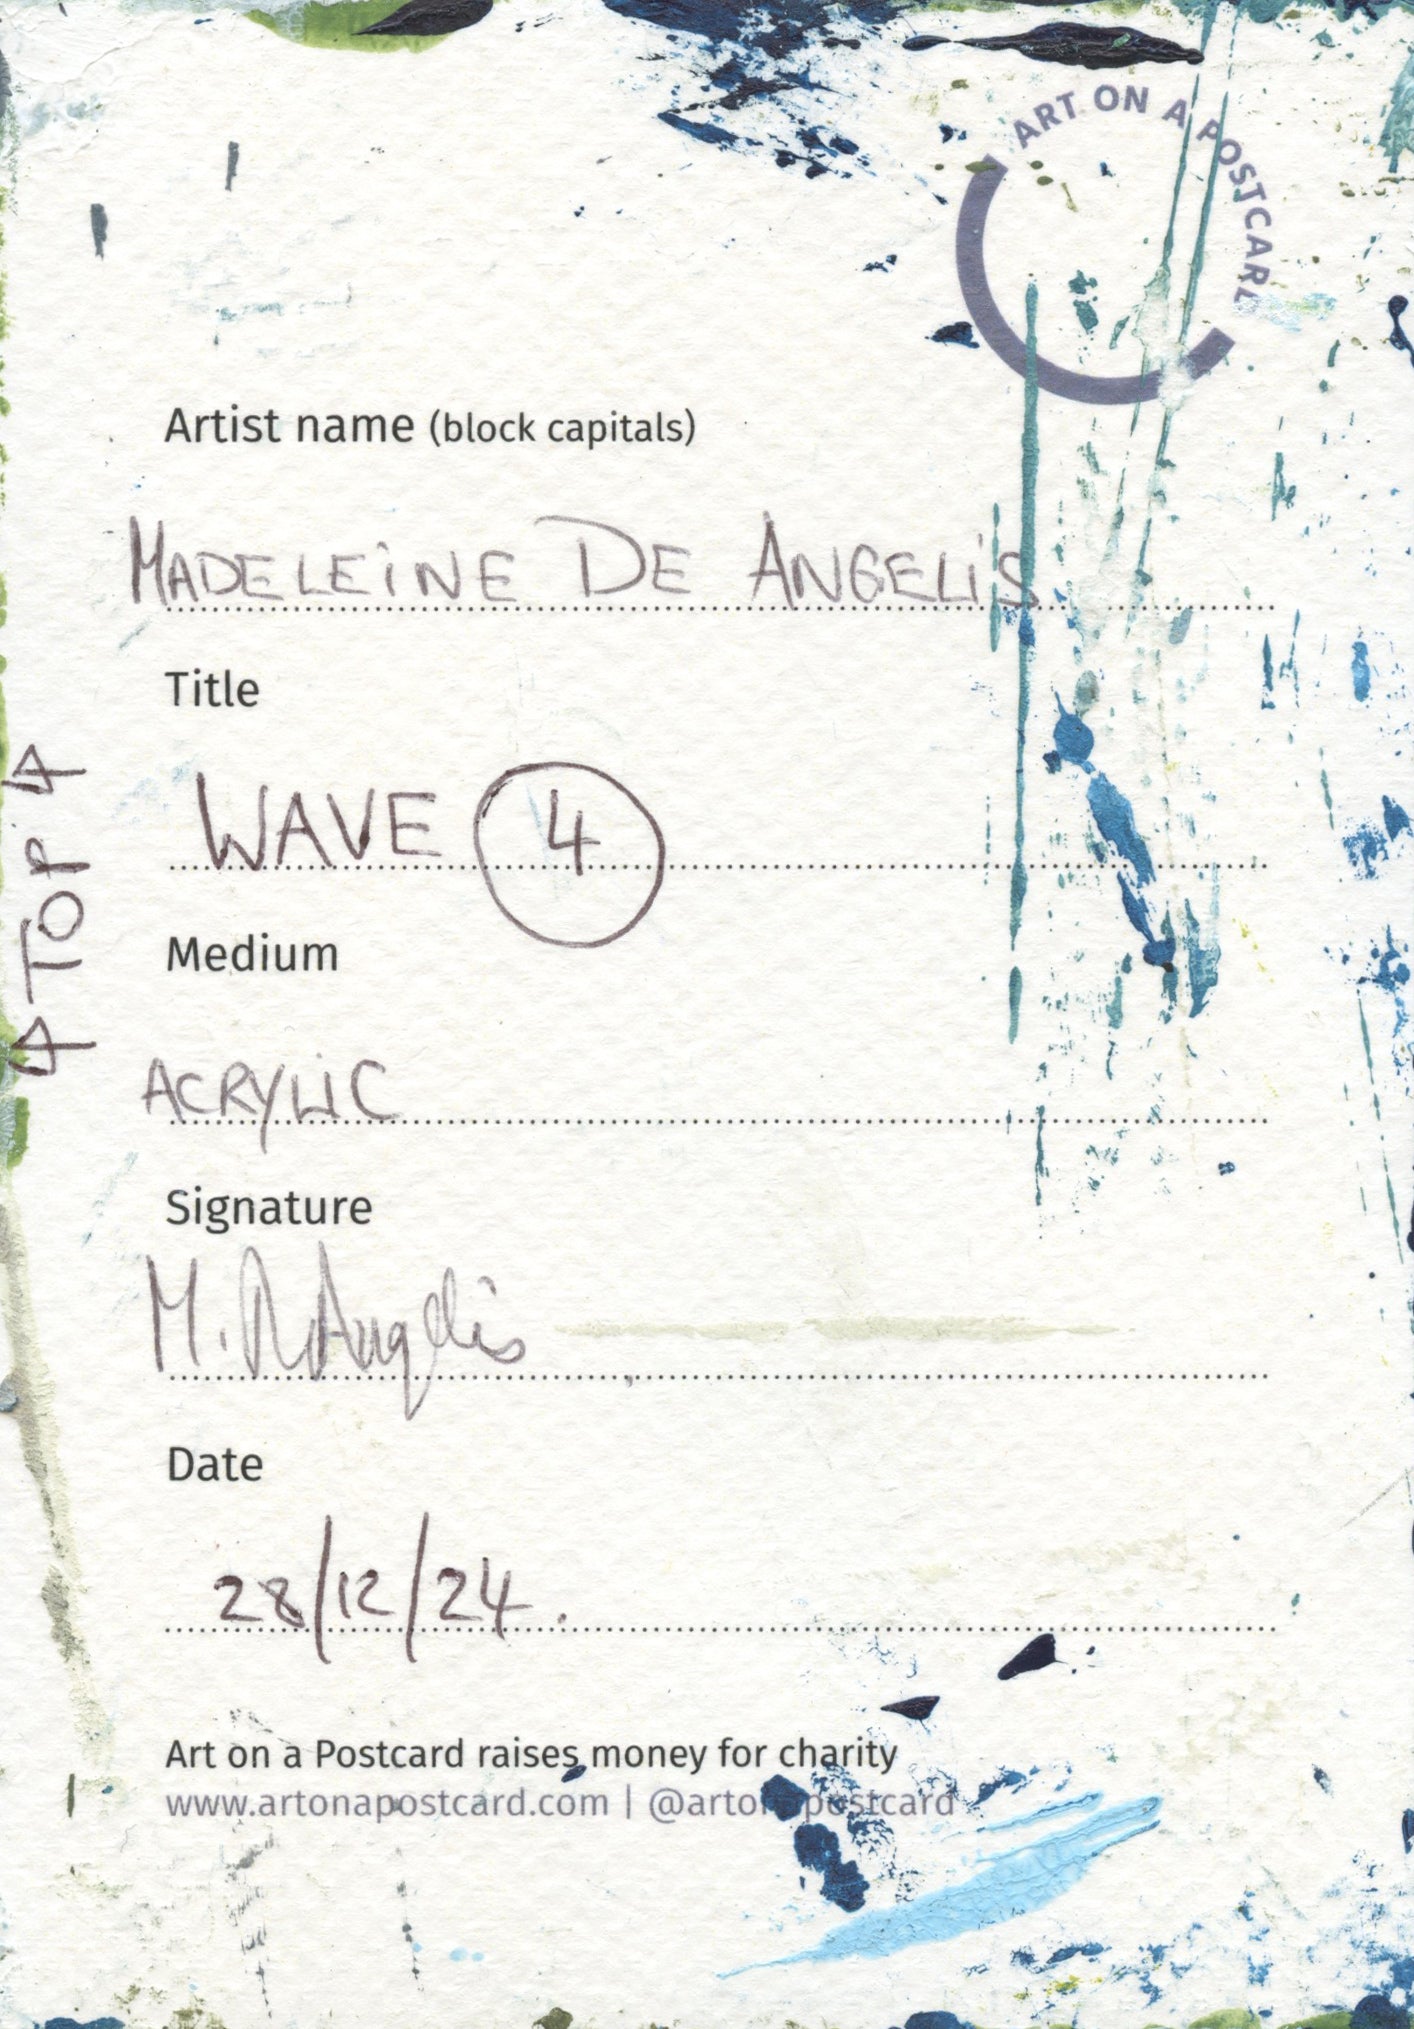 ART ON A POSTCARD
Artist name (block capitals)
MADELEINE DE ANGELIS
Title
WAVE 4
TOP
Medium
ACRYLIC
Signature
M. DeAngelis
Date
28/12/24.
Art on a Postcard raises money for charity
www.artonapostcard.com | @artonapostcard